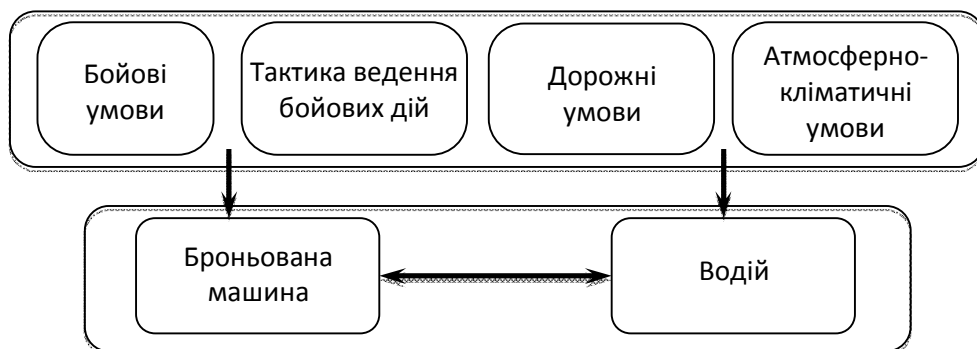 Бойові
умови
Тактика ведення
бойових дій
Дорожні
умови
Атмосферно-
кліматичні
умови
Броньована
машина
Водій